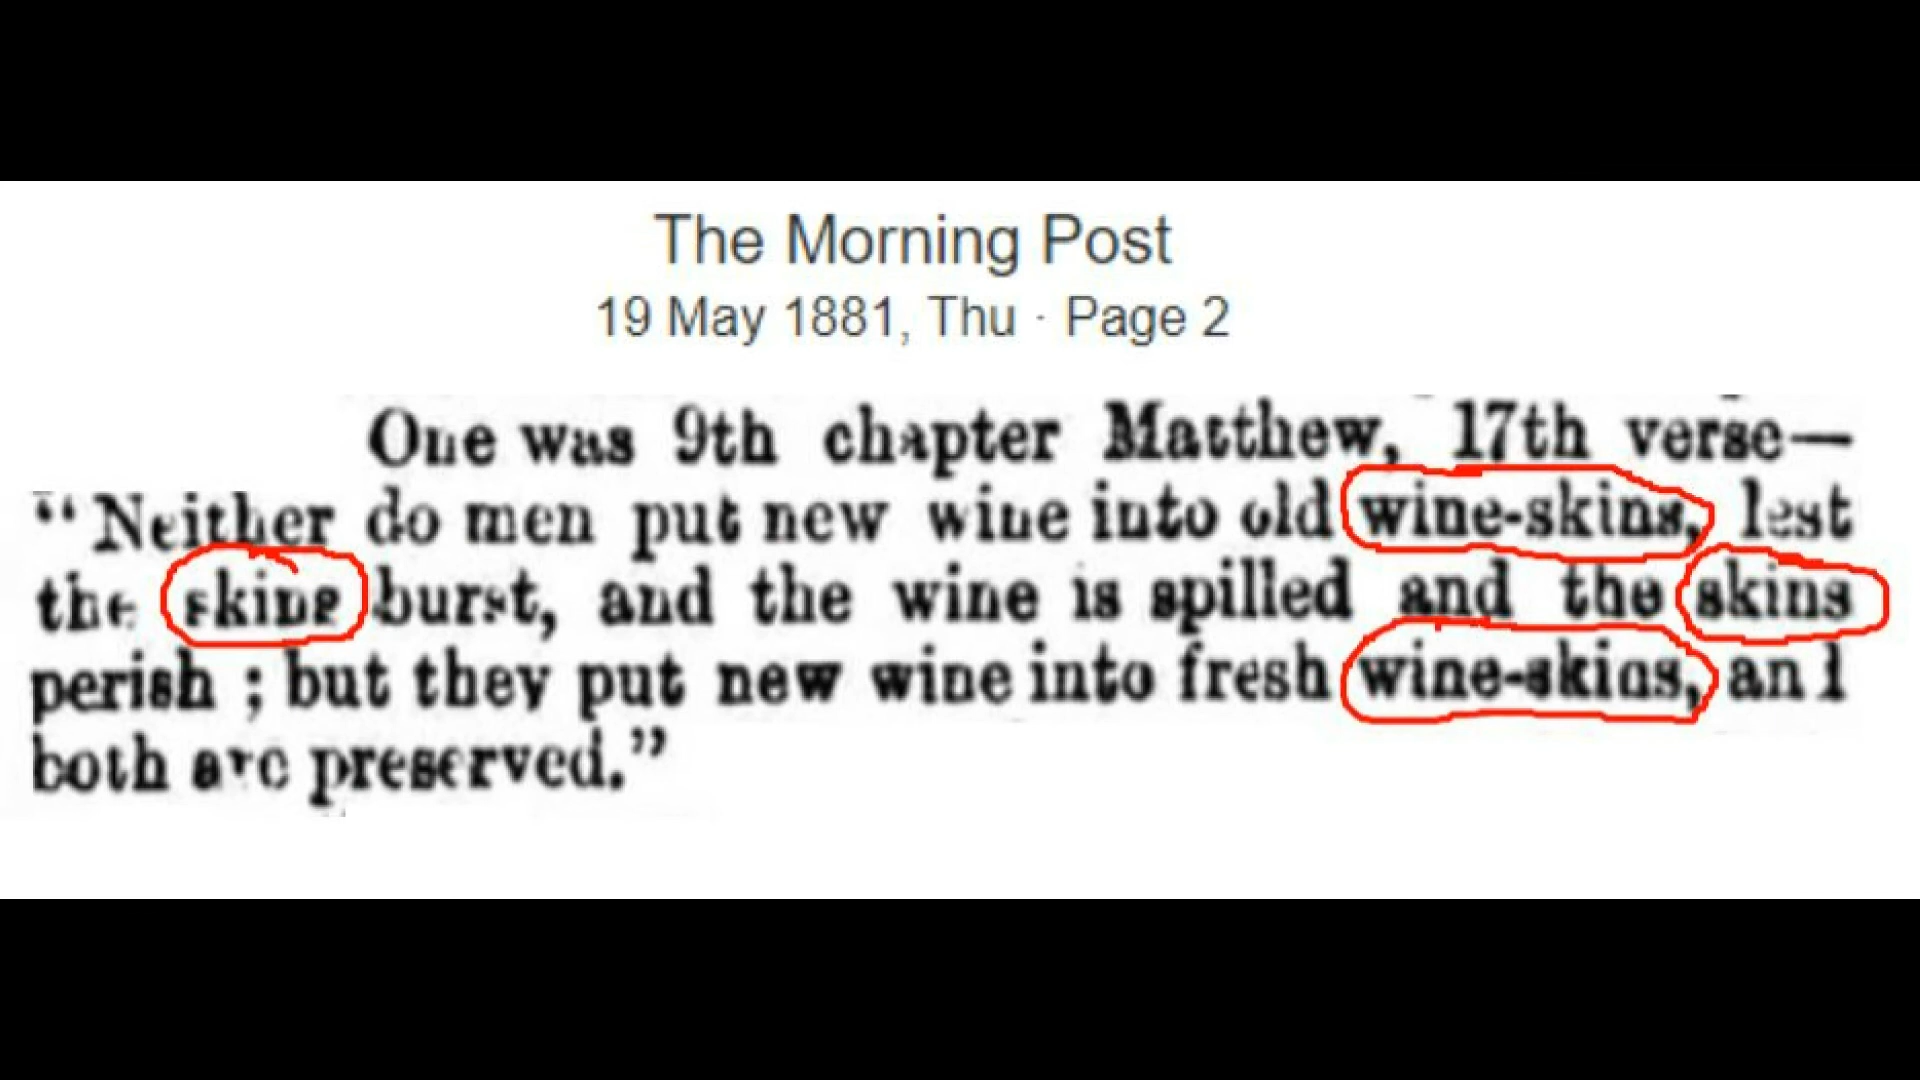 The Morning Post
19 May 1881, Thu · Page 2
One was 9th chapter Matthew, 17th verse—
“Neither do men put new wine into old wine-skins, lest
the skins burst, and the wine is spilled and the skins
perish ; but they put new wine into fresh wine-skins, and
both are preserved.”